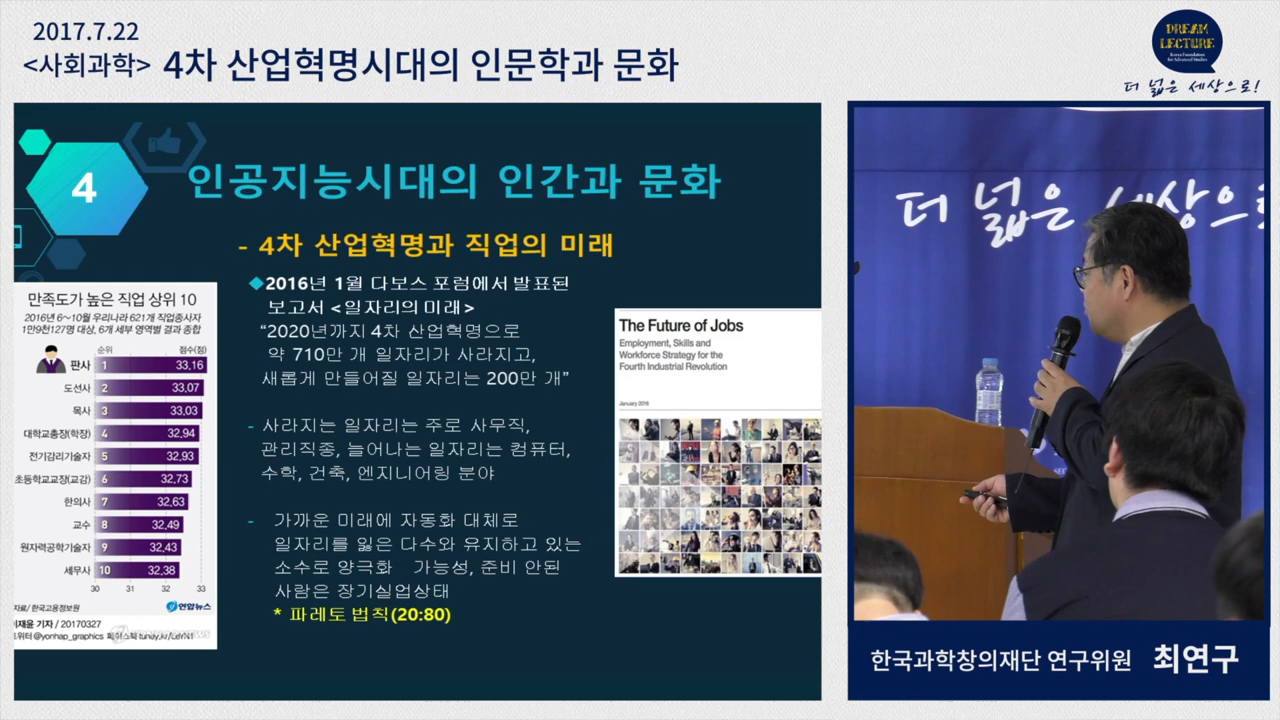 2017.7.22
<사회과학> 4차 산업혁명시대의 인문학과 문화
DREAM
LECTURE
Korea Foundation
for Advanced Studies
더 넓은 세상으로!
4
인공지능시대의 인간과 문화
- 4차 산업혁명과 직업의 미래
◆2016년 1월 다보스 포럼에서 발표된
보고서 <일자리의 미래>
“2020년까지 4차 산업혁명으로
약 710만 개 일자리가 사라지고,
새롭게 만들어질 일자리는 200만 개”
- 사라지는 일자리는 주로 사무직,
관리직종, 늘어나는 일자리는 컴퓨터,
수학, 건축, 엔지니어링 분야
- 가까운 미래에 자동화 대체로
일자리를 잃은 다수와 유지하고 있는
소수로 양극화 가능성, 준비 안된
사람은 장기실업상태
* 파레토 법칙(20:80)
만족도가 높은 직업 상위 10
2016년 6~10월 우리나라 621개 직업종사자
1만9천127명 대상, 6개 세부 영역별 결과 종합
순위 점수(점)
판사 1 33,16
도선사 2 33,07
목사 3 33,03
대학교총장(학장) 4 32,94
전기감리기술자 5 32,93
초등학교교장(교감) 6 32,73
한의사 7 32,63
교수 8 32,49
원자력공학기술자 9 32,43
세무사 10 32,38
30 31 32 33
자료/ 한국고용정보원
연합뉴스
이재윤 기자 / 20170327
트위터 @yonhap_graphics 페이스북
The Future of Jobs
Employment, Skills and
Workforce Strategy for the
Fourth Industrial Revolution
January 2016
더 넓은 세상으
한국과학창의재단 연구위원 최연구